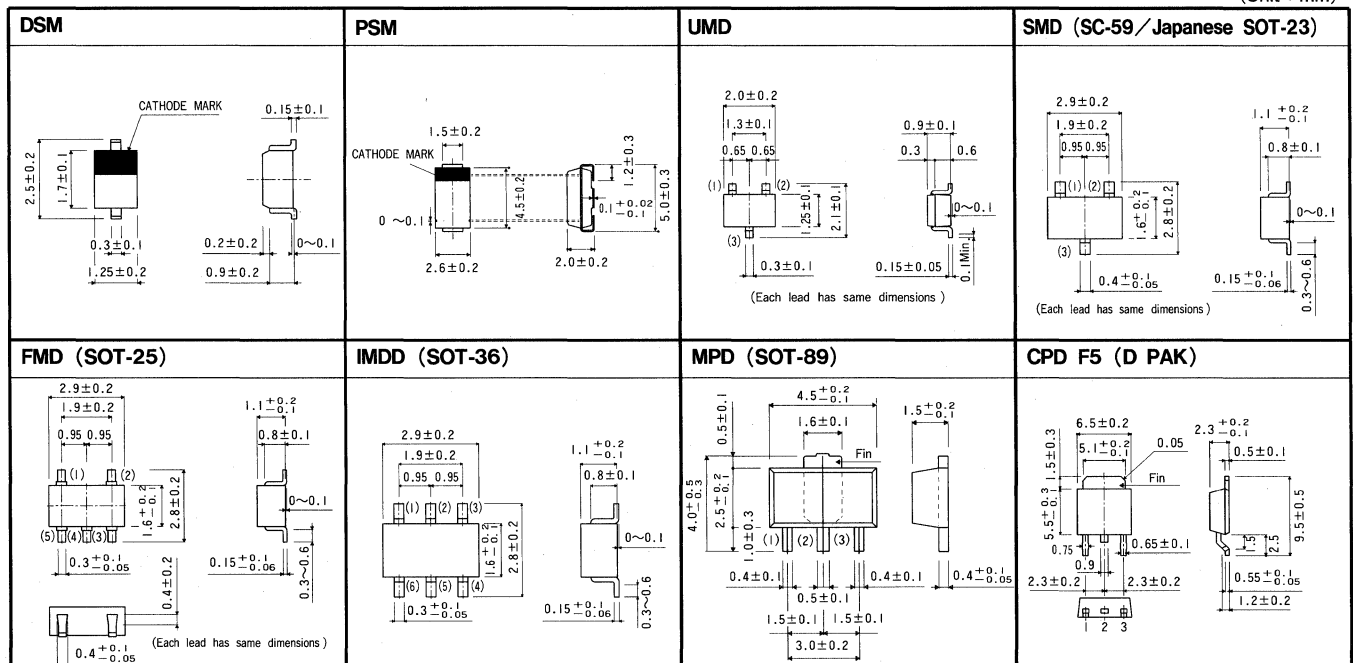 (Unit : mm)
DSM
CATHODE MARK
0.15±0.1
2.5±0.2
1.7±0.1
0.3±0.1
1.25±0.2
0.2±0.2
0~0.1
0.9±0.2
PSM
1.5±0.2
CATHODE MARK
4.5±0.2
0~0.1
2.6±0.2
1.2±0.3
0.1 +0.02 −0.1
5.0±0.3
2.0±0.2
UMD
2.0±0.2
1.3±0.1
0.65 0.65
(1) (2)
(3)
1.25±0.1
2.1±0.1
0.3±0.1
0.9±0.1
0.3 0.6
0~0.1
0.1Min.
0.15±0.05
(Each lead has same dimensions)
SMD (SC-59/Japanese SOT-23)
2.9±0.2
1.9±0.2
0.95 0.95
(1) (2)
(3)
1.6 +0.2 −0.1
2.8±0.2
0.4 +0.1 −0.05
1.1 +0.2 −0.1
0.8±0.1
0~0.1
0.15 +0.1 −0.06
0.3~0.6
(Each lead has same dimensions)
FMD (SOT-25)
2.9±0.2
1.9±0.2
0.95 0.95
(1) (2)
(5) (4) (3)
1.6 +0.2 −0.1
2.8±0.2
0.3 +0.1 −0.05
0.4±0.2
0.4 +0.1 −0.05
1.1 +0.2 −0.1
0.8±0.1
0~0.1
0.15 +0.1 −0.06
0.3~0.6
(Each lead has same dimensions)
IMDD (SOT-36)
2.9±0.2
1.9±0.2
0.95 0.95
(1) (2) (3)
(6) (5) (4)
1.6 +0.2 −0.1
2.8±0.2
0.3 +0.1 −0.05
1.1 +0.2 −0.1
0.8±0.1
0~0.1
0.15 +0.1 −0.06
0.3~0.6
MPD (SOT-89)
4.5 +0.2 −0.1
1.6±0.1
Fin
0.5±0.1
4.0 +0.5 −0.3
2.5 +0.2 −0.1
1.0±0.3
(1) (2) (3)
0.4±0.1
0.4±0.1
0.5±0.1
1.5±0.1 1.5±0.1
3.0±0.2
1.5 +0.2 −0.1
0.4 +0.1 −0.05
CPD F5 (D PAK)
6.5±0.2
5.1 +0.2 −0.1
0.05
Fin
1.5±0.3
5.5 +0.3 −0.1
0.75
0.65±0.1
0.9
2.3±0.2 2.3±0.2
1 2 3
2.3 +0.2 −0.1
0.5±0.1
9.5±0.5
1.5
2.5
0.55 +0.1 −0.05
1.2±0.2